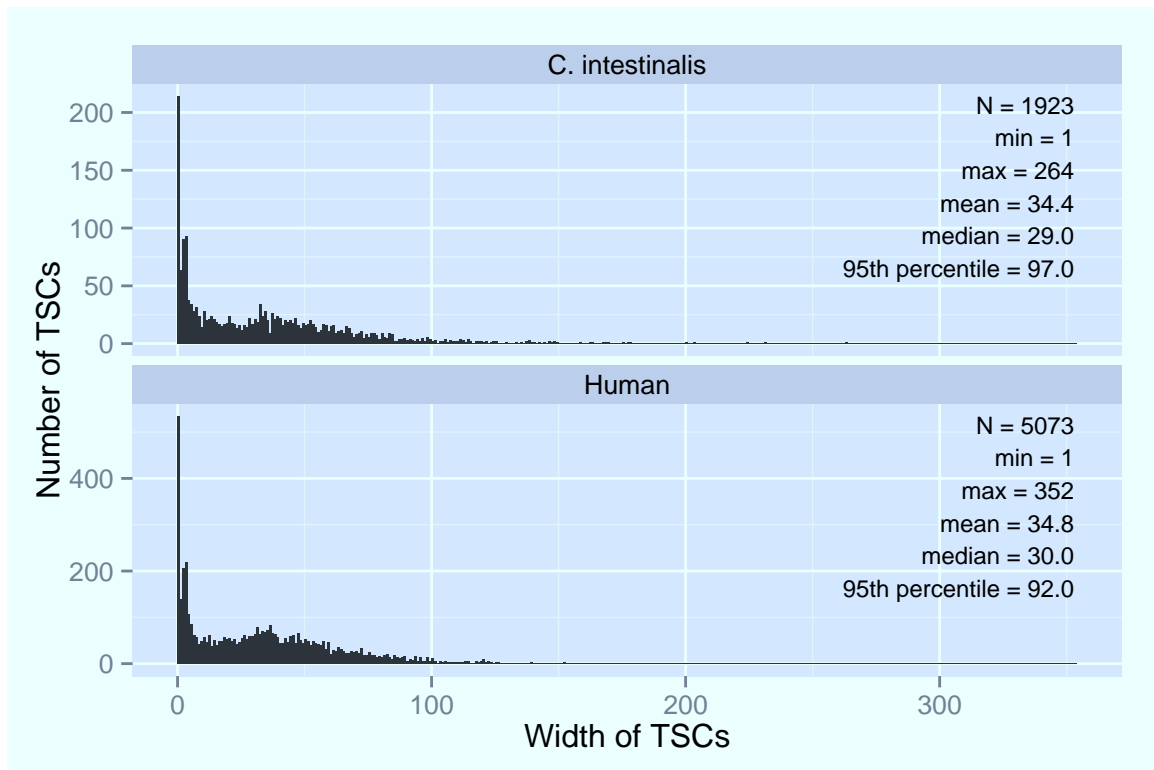 C. intestinalis
N = 1923
min = 1
max = 264
mean = 34.4
median = 29.0
95th percentile = 97.0
200
150
100
50
0
Number of TSCs
Human
N = 5073
min = 1
max = 352
mean = 34.8
median = 30.0
95th percentile = 92.0
400
200
0
0 100 200 300
Width of TSCs